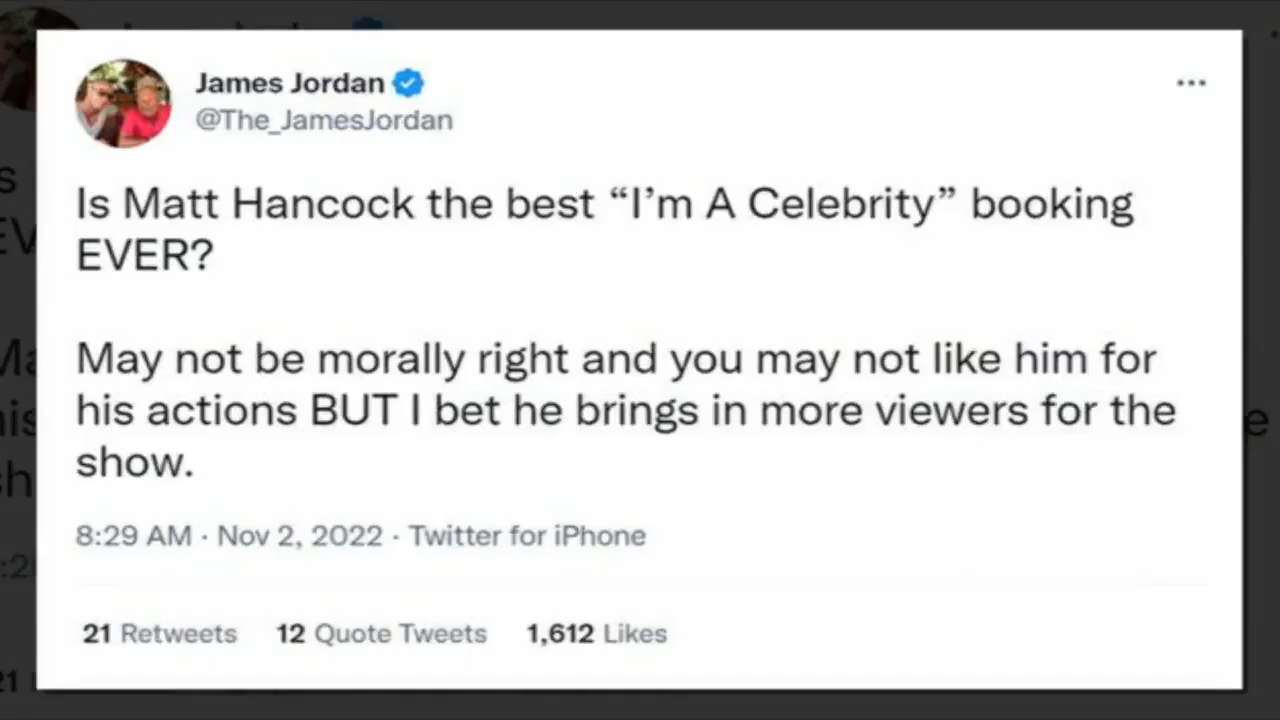 James Jordan
@The_JamesJordan
Is Matt Hancock the best “I’m A Celebrity” booking
EVER?
May not be morally right and you may not like him for
his actions BUT I bet he brings in more viewers for the
show.
8:29 AM · Nov 2, 2022 · Twitter for iPhone
21 Retweets 12 Quote Tweets 1,612 Likes